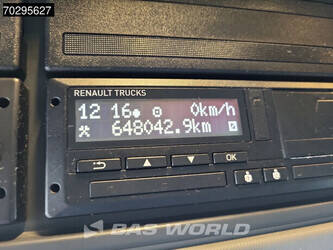 70295627
RENAULT TRUCKS
12 16 0km/h
648042.9km
OK
BAS WORLD